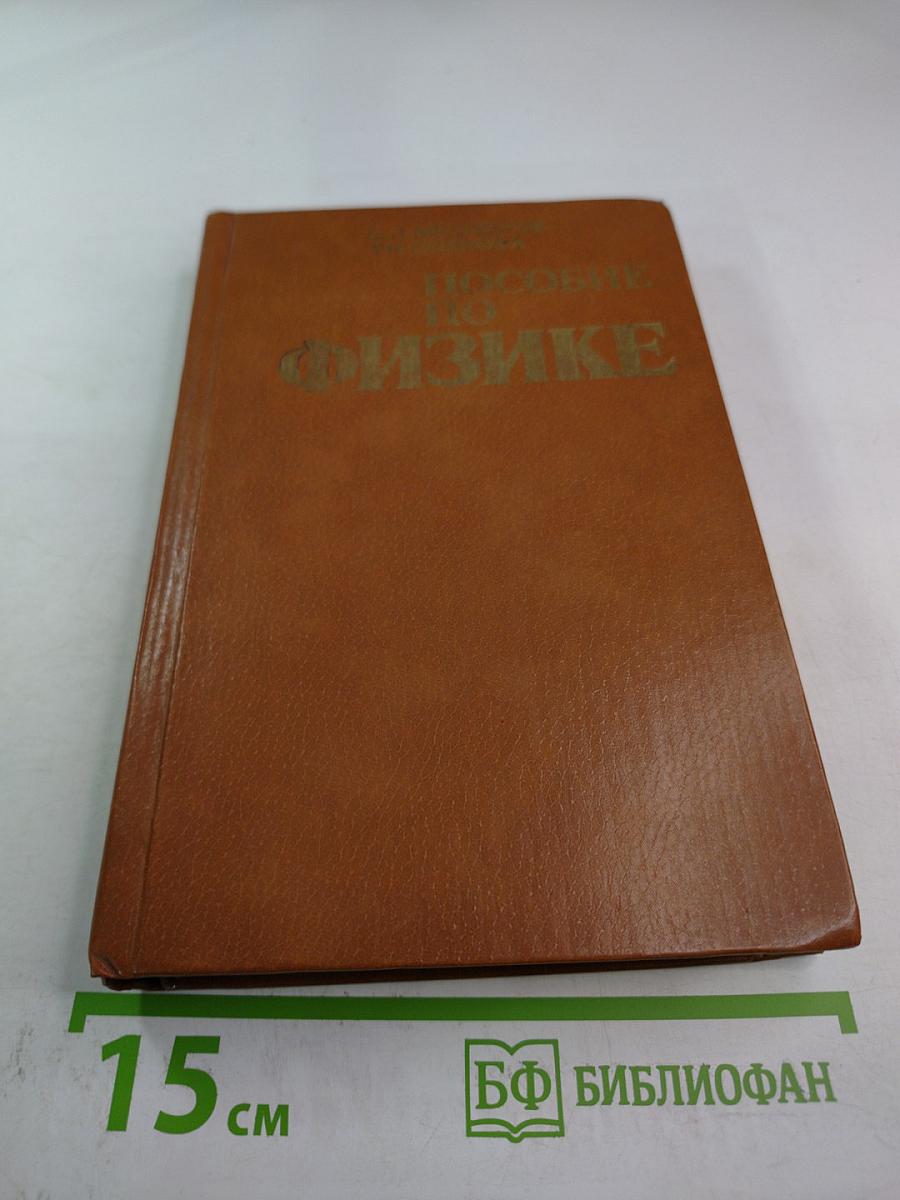 ПОСОБИЕ
ПО
ФИЗИКЕ
15 см
БФ БИБЛИОФАН